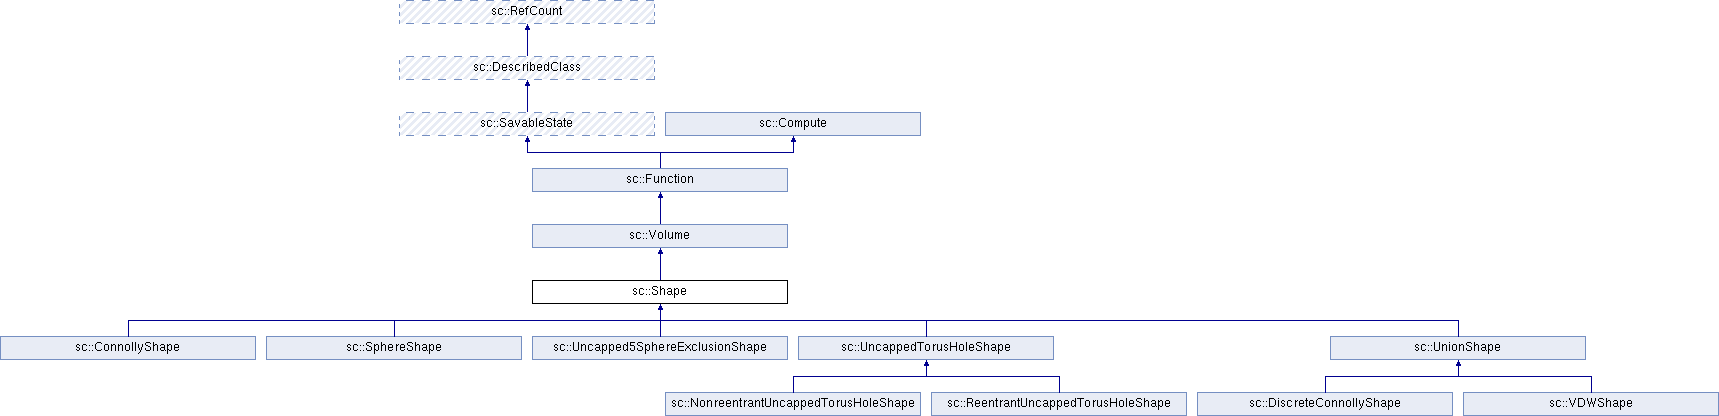 sc::RefCount
sc::DescribedClass
sc::SavableState
sc::Compute
sc::Function
sc::Volume
sc::Shape
sc::ConnollyShape
sc::SphereShape
sc::Uncapped5SphereExclusionShape
sc::UncappedTorusHoleShape
sc::UnionShape
sc::NonreentrantUncappedTorusHoleShape
sc::ReentrantUncappedTorusHoleShape
sc::DiscreteConnollyShape
sc::VDWShape